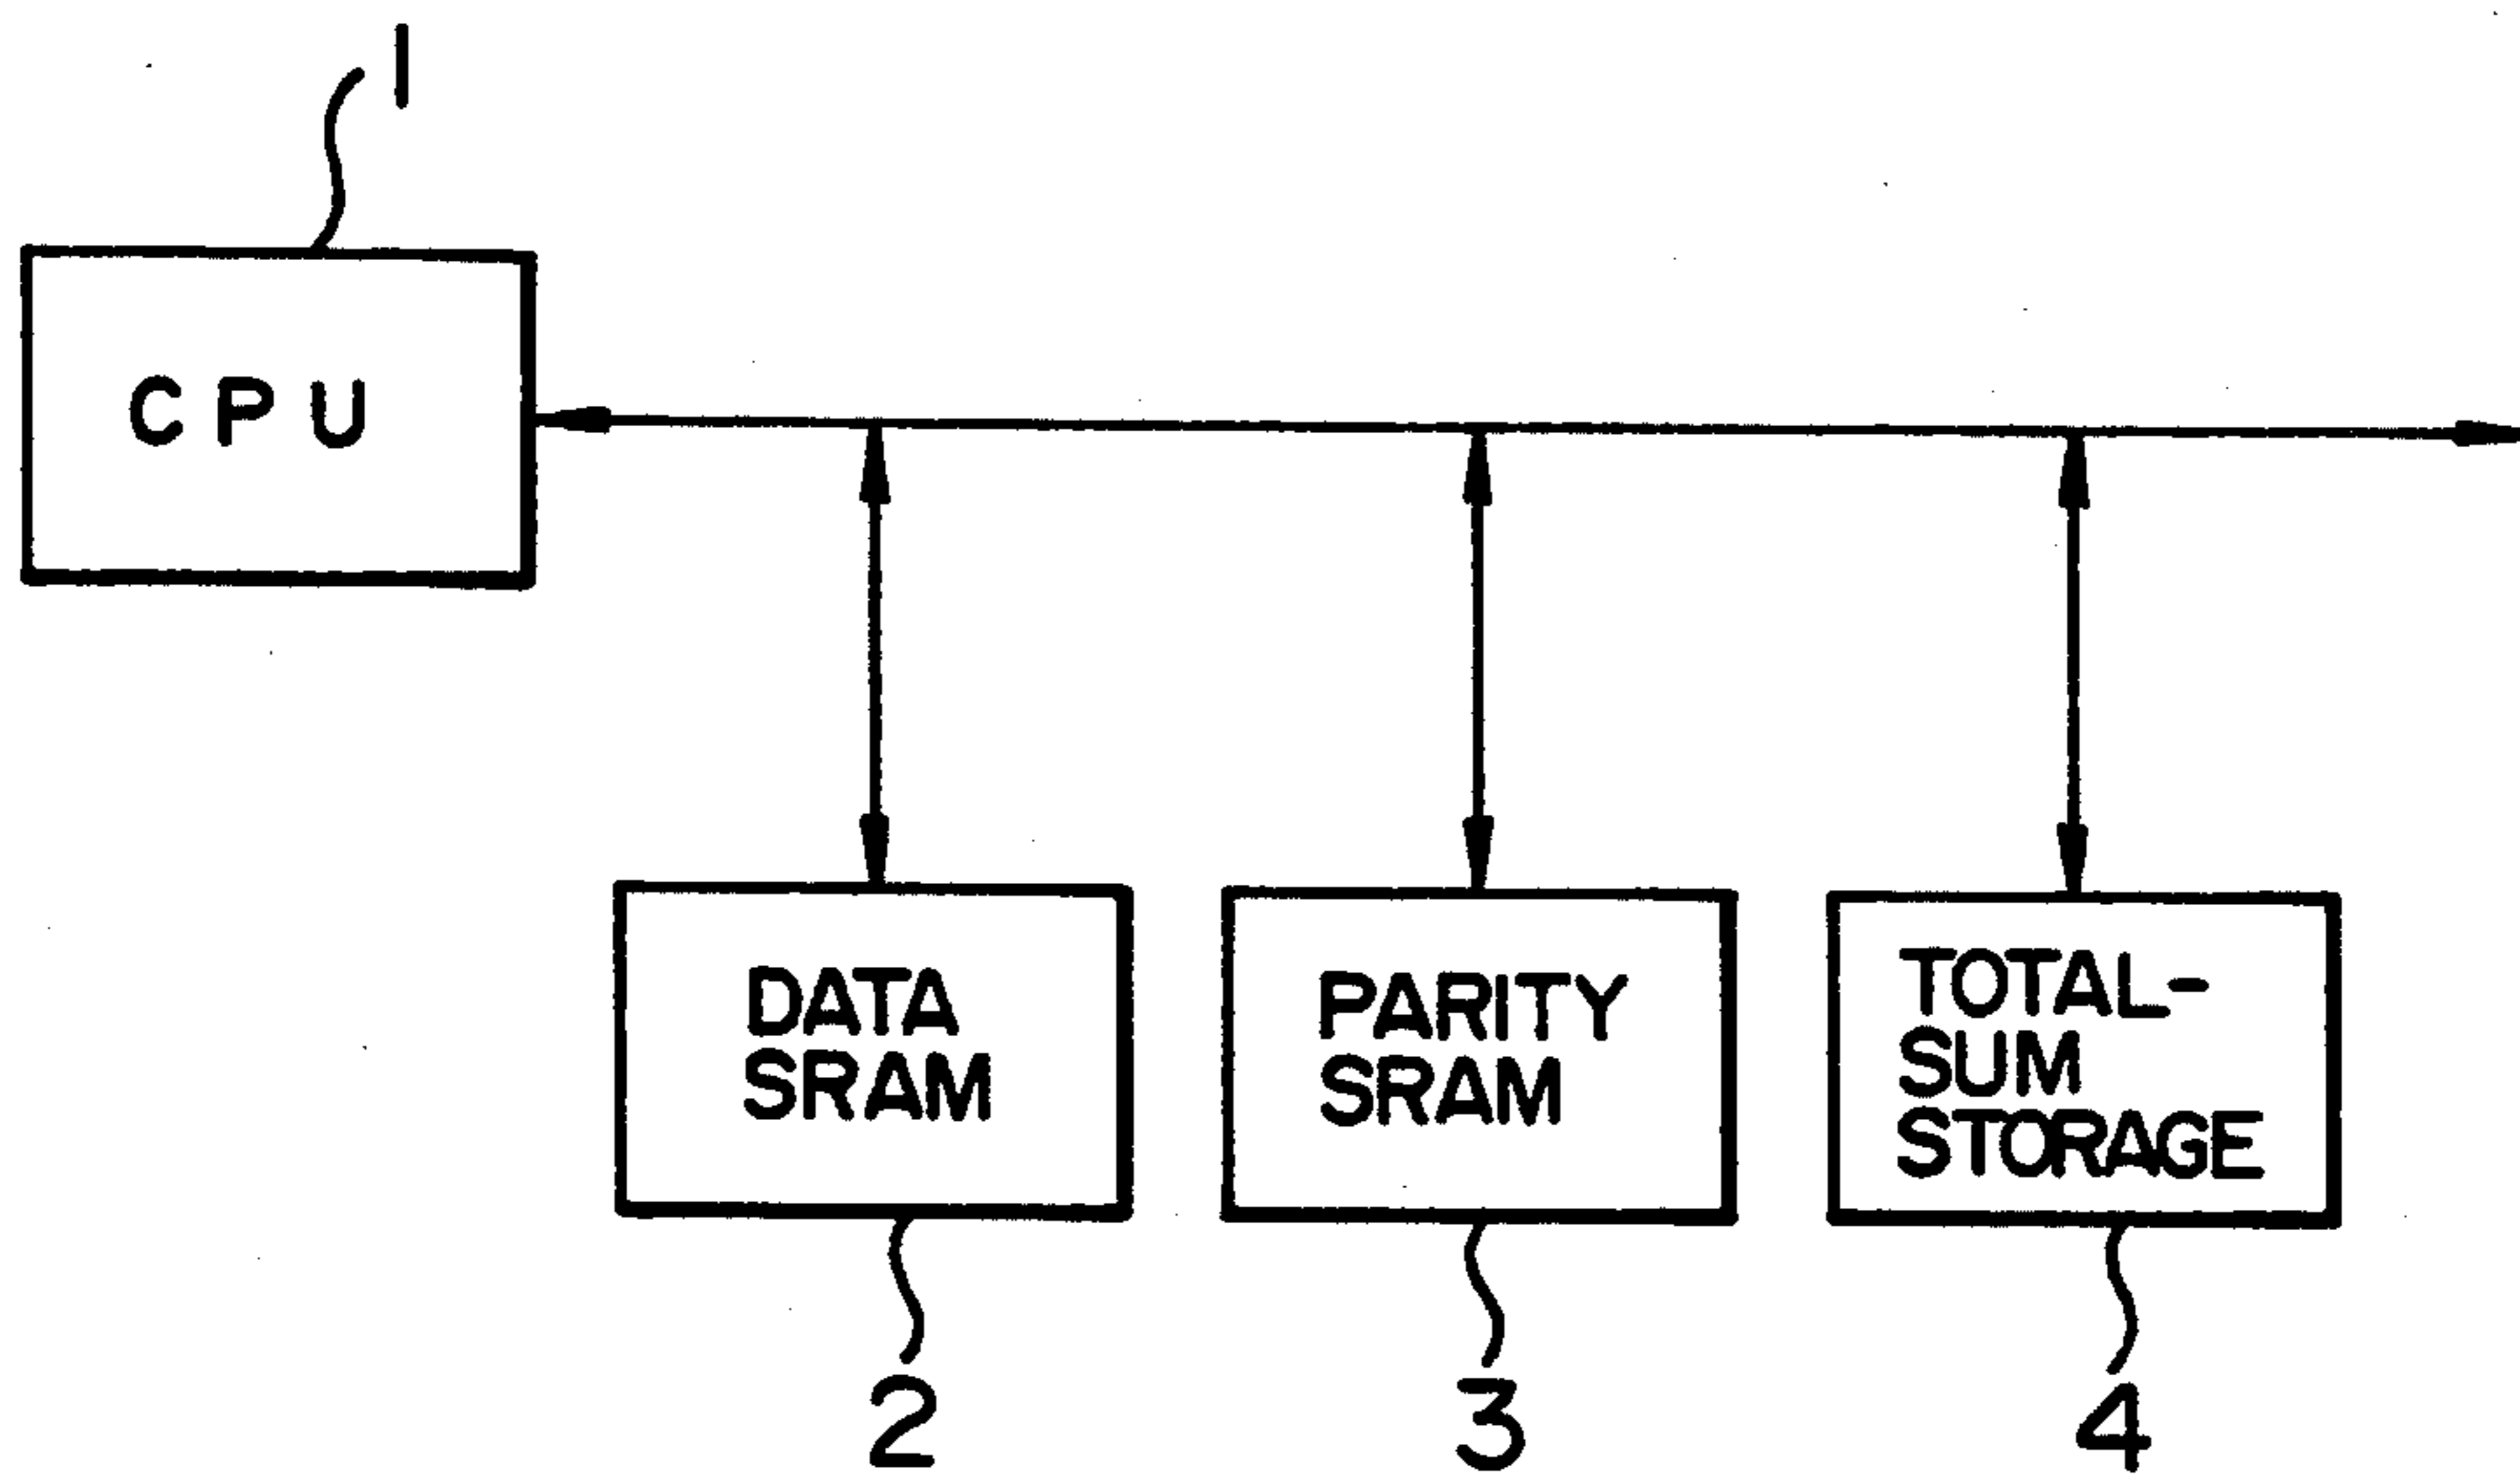 1
CPU
DATA
SRAM
PARITY
SRAM
TOTAL-
SUM
STORAGE
2
3
4